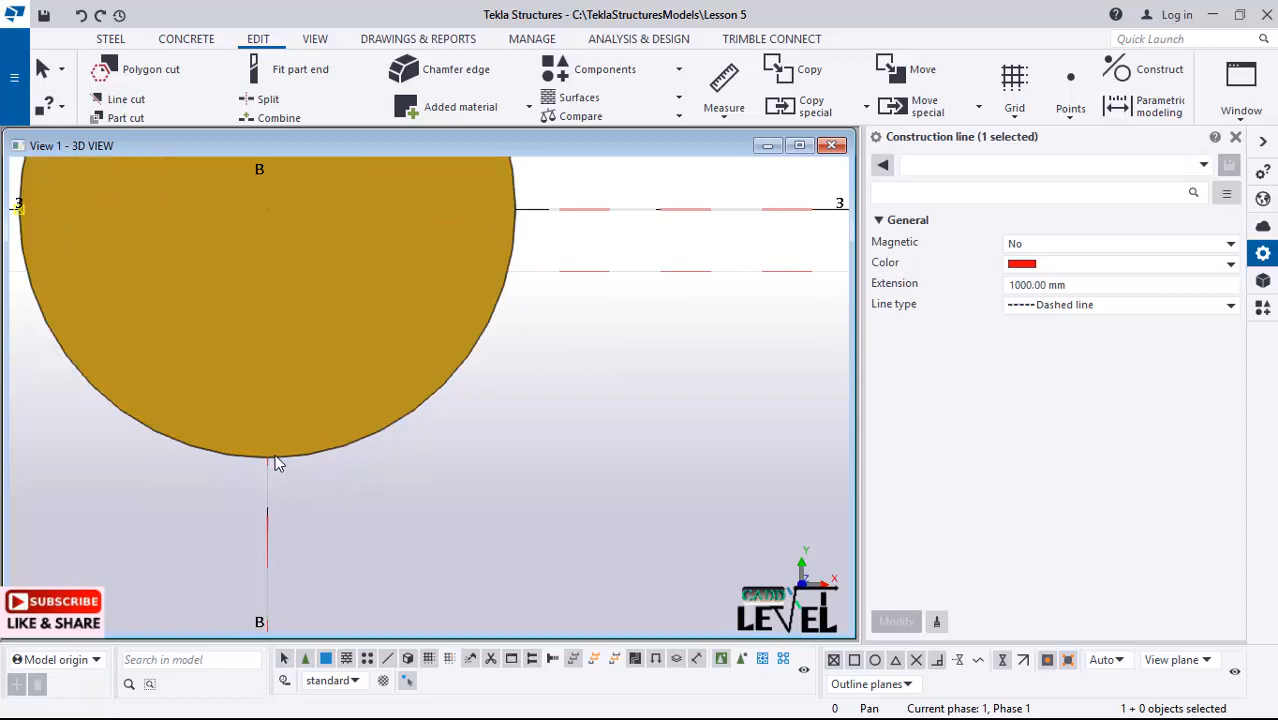 Tekla Structures - C:\TeklaStructuresModels\Lesson 5
Log in
STEEL CONCRETE EDIT VIEW DRAWINGS & REPORTS MANAGE ANALYSIS & DESIGN TRIMBLE CONNECT Quick Launch
Polygon cut
Line cut
Part cut
Fit part end
Split
Combine
Chamfer edge
Added material
Components
Surfaces
Compare
Measure
Copy
Copy special
Move
Move special
Grid
Points
Construct
Parametric modeling
Window
View 1 - 3D VIEW
B
3
3
B
Y
X
Z
SUBSCRIBE
LIKE & SHARE
CADD
LEVEL
Construction line (1 selected)
General
Magnetic No
Color
Extension 1000.00 mm
Line type Dashed line
Modify
Model origin
Search in model
standard
Auto
View plane
Outline planes
0 Pan Current phase: 1, Phase 1 1 + 0 objects selected